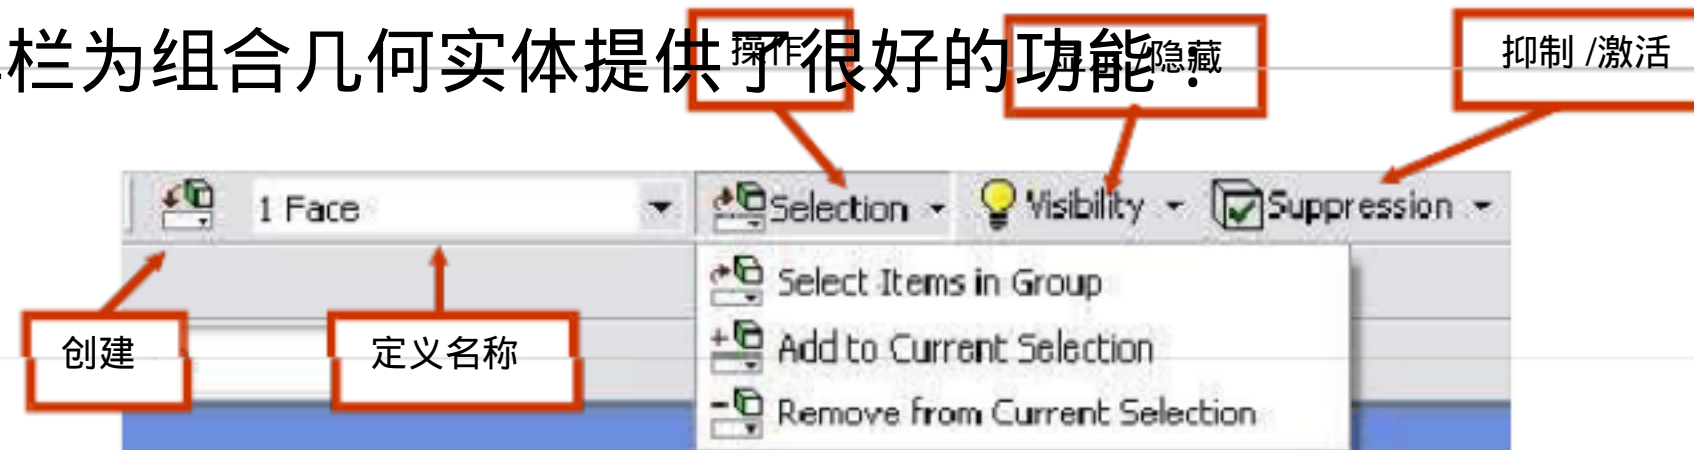 栏为组合几何实体提供了很好的功能：
操作
显示/隐藏
抑制 /激活
1 Face
Selection
Visibility
Suppression
Select Items in Group
Add to Current Selection
Remove from Current Selection
创建
定义名称